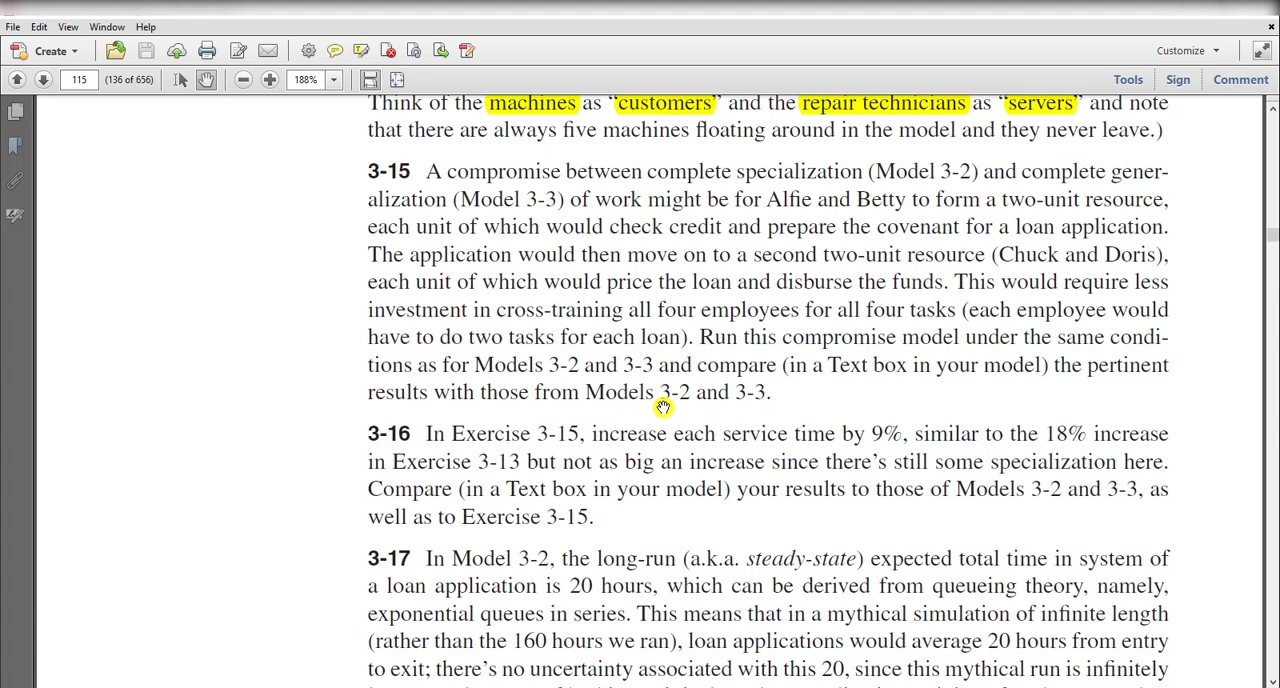 File Edit View Window Help
Create Customize
115 (136 of 656) 188% Tools Sign Comment
Think of the machines as “customers” and the repair technicians as “servers” and note
that there are always five machines floating around in the model and they never leave.)
3-15 A compromise between complete specialization (Model 3-2) and complete gener-
alization (Model 3-3) of work might be for Alfie and Betty to form a two-unit resource,
each unit of which would check credit and prepare the covenant for a loan application.
The application would then move on to a second two-unit resource (Chuck and Doris),
each unit of which would price the loan and disburse the funds. This would require less
investment in cross-training all four employees for all four tasks (each employee would
have to do two tasks for each loan). Run this compromise model under the same condi-
tions as for Models 3-2 and 3-3 and compare (in a Text box in your model) the pertinent
results with those from Models 3-2 and 3-3.
3-16 In Exercise 3-15, increase each service time by 9%, similar to the 18% increase
in Exercise 3-13 but not as big an increase since there’s still some specialization here.
Compare (in a Text box in your model) your results to those of Models 3-2 and 3-3, as
well as to Exercise 3-15.
3-17 In Model 3-2, the long-run (a.k.a. steady-state) expected total time in system of
a loan application is 20 hours, which can be derived from queueing theory, namely,
exponential queues in series. This means that in a mythical simulation of infinite length
(rather than the 160 hours we ran), loan applications would average 20 hours from entry
to exit; there’s no uncertainty associated with this 20, since this mythical run is infinitely